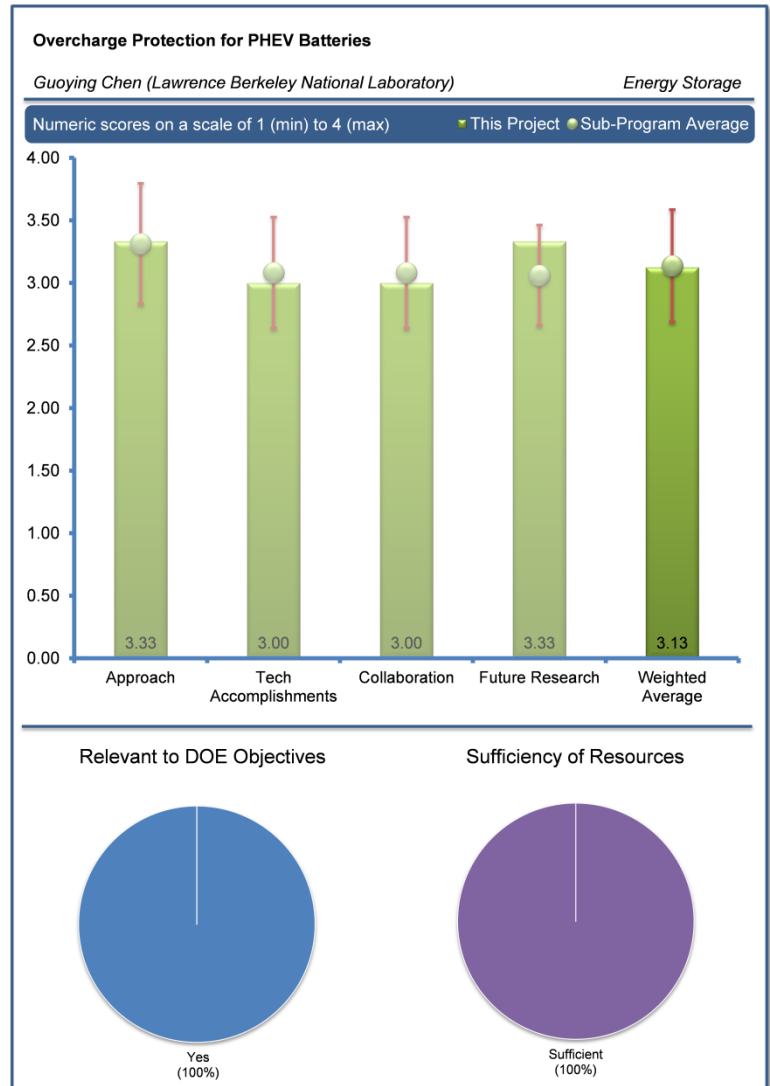 Overcharge Protection for PHEV Batteries
Guoying Chen (Lawrence Berkeley National Laboratory) Energy Storage
Numeric scores on a scale of 1 (min) to 4 (max) This Project Sub-Program Average
4.00
3.50
3.00
2.50
2.00
1.50
1.00
0.50
0.00
3.33 3.00 3.00 3.33 3.13
Approach Tech Collaboration Future Research Weighted
Accomplishments Average
Relevant to DOE Objectives Sufficiency of Resources
Yes Sufficient
(100%) (100%)